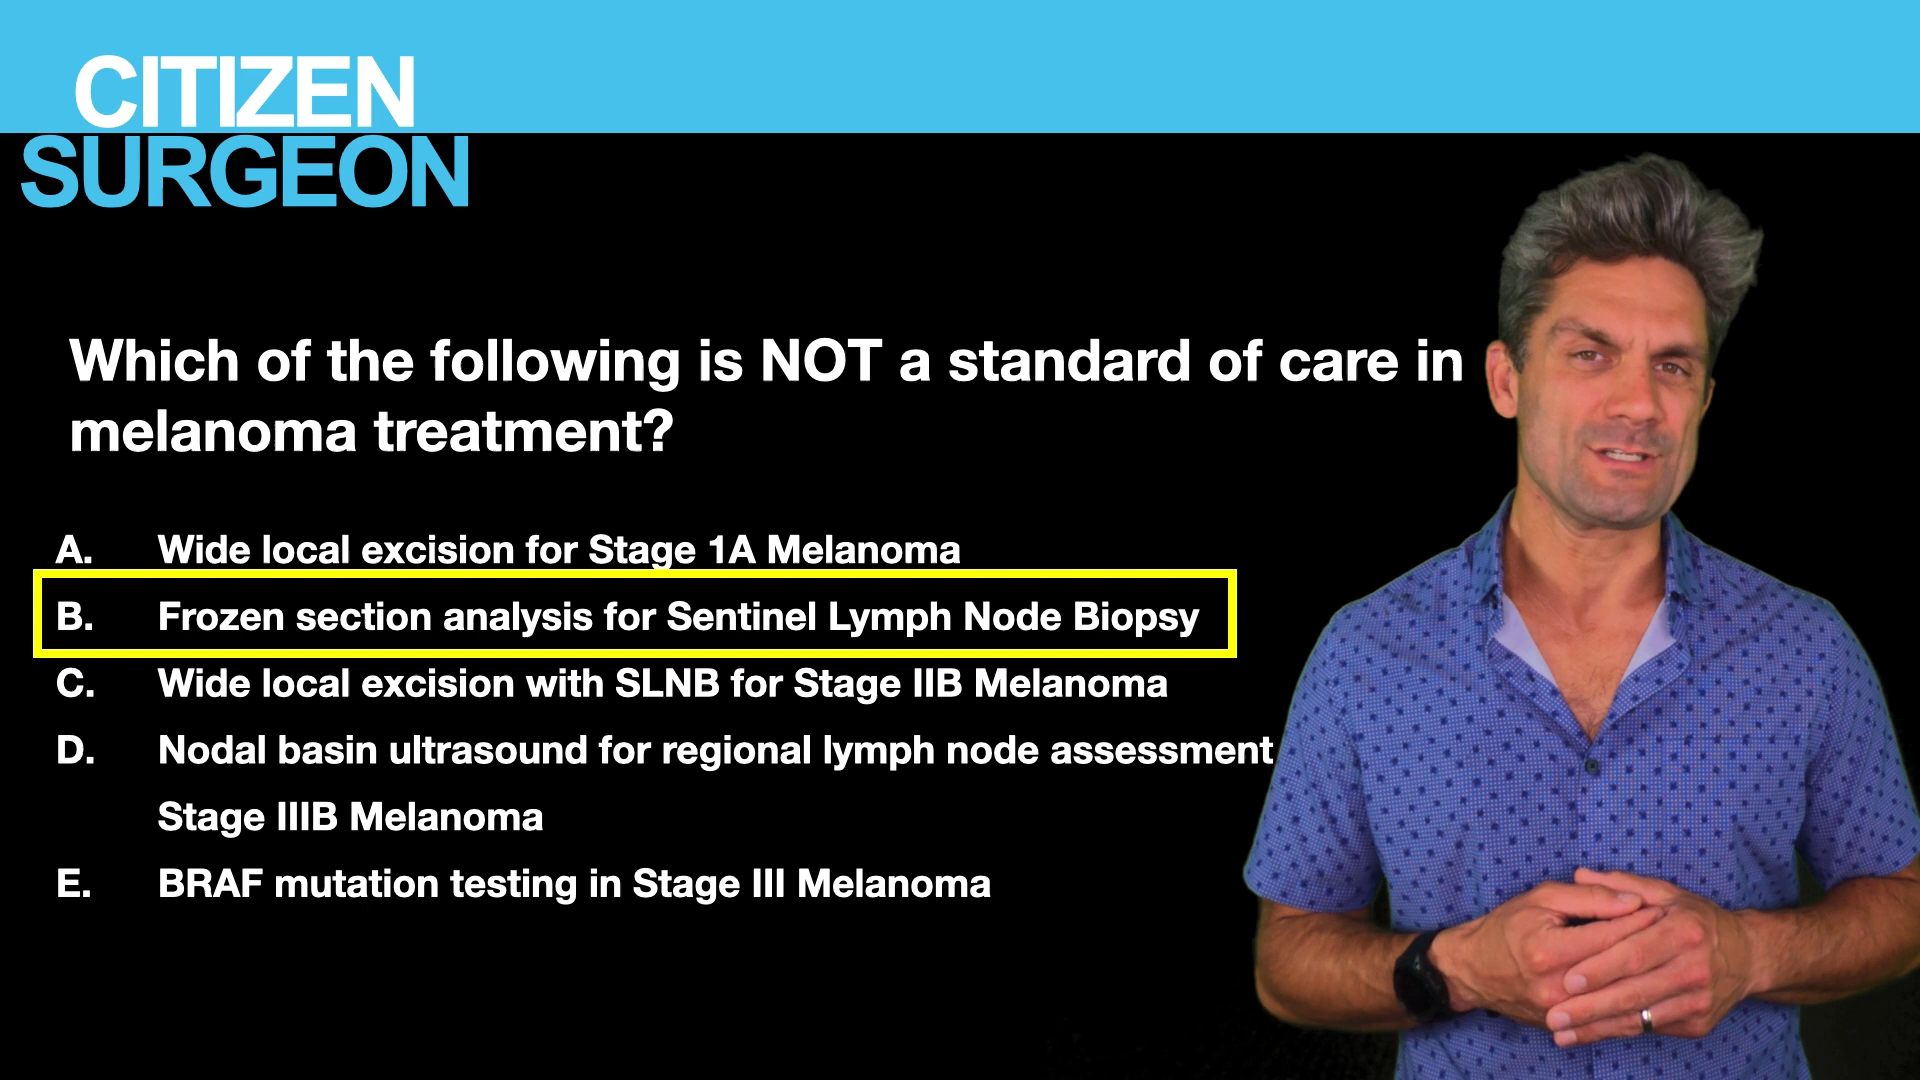 CITIZEN
SURGEON
Which of the following is NOT a standard of care in
melanoma treatment?
A. Wide local excision for Stage 1A Melanoma
B. Frozen section analysis for Sentinel Lymph Node Biopsy
C. Wide local excision with SLNB for Stage IIB Melanoma
D. Nodal basin ultrasound for regional lymph node assessment
Stage IIIB Melanoma
E. BRAF mutation testing in Stage III Melanoma